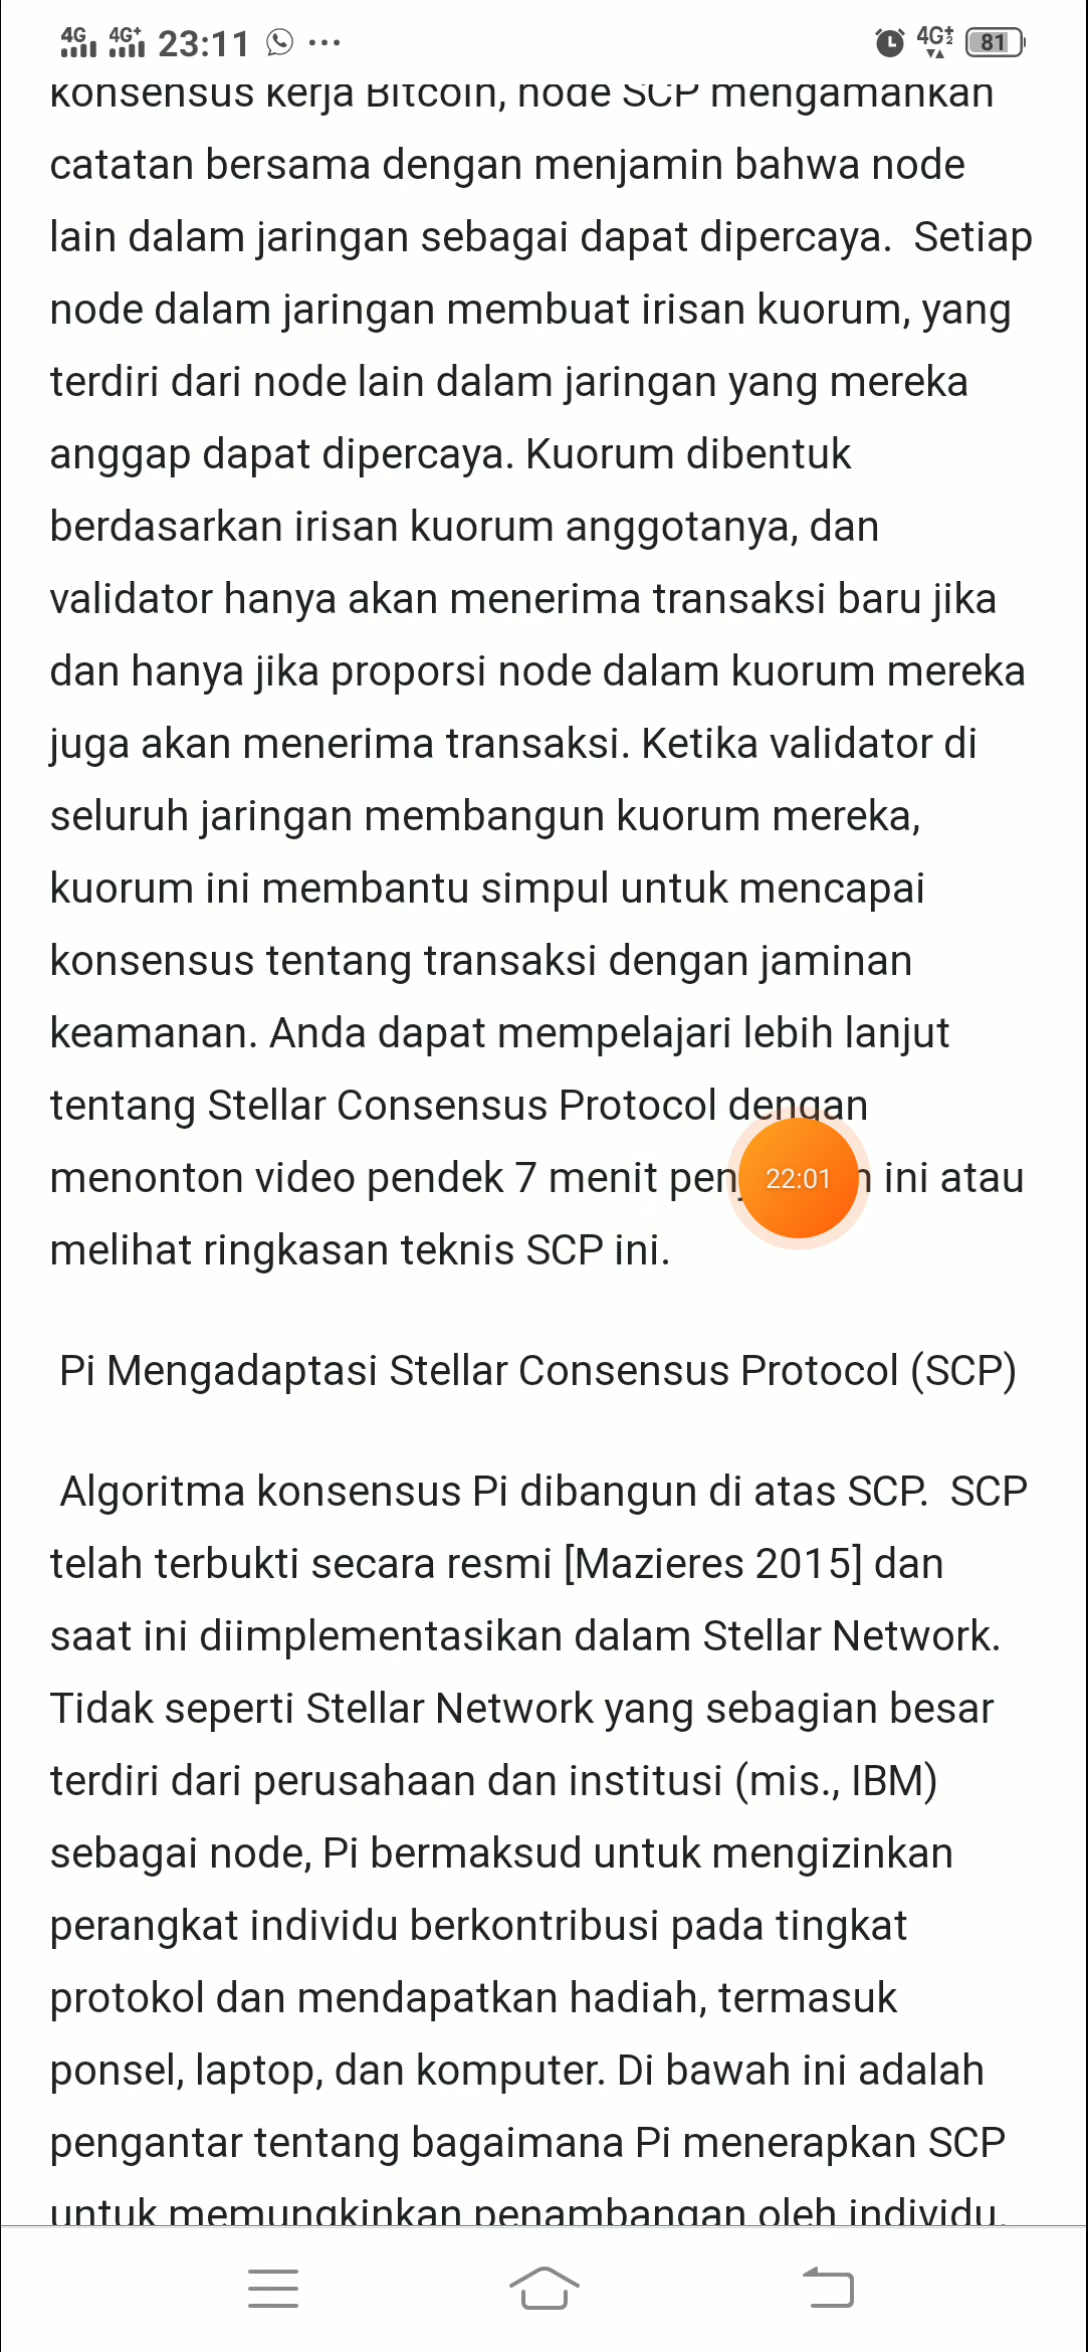 4G 4G+ 23:11 ... 4G+ 2 81
konsensus kerja Bitcoin, node SCP mengamankan
catatan bersama dengan menjamin bahwa node
lain dalam jaringan sebagai dapat dipercaya.  Setiap
node dalam jaringan membuat irisan kuorum, yang
terdiri dari node lain dalam jaringan yang mereka
anggap dapat dipercaya. Kuorum dibentuk
berdasarkan irisan kuorum anggotanya, dan
validator hanya akan menerima transaksi baru jika
dan hanya jika proporsi node dalam kuorum mereka
juga akan menerima transaksi. Ketika validator di
seluruh jaringan membangun kuorum mereka,
kuorum ini membantu simpul untuk mencapai
konsensus tentang transaksi dengan jaminan
keamanan. Anda dapat mempelajari lebih lanjut
tentang Stellar Consensus Protocol dengan
menonton video pendek 7 menit ini atau
22:01
melihat ringkasan teknis SCP ini.
Pi Mengadaptasi Stellar Consensus Protocol (SCP)
Algoritma konsensus Pi dibangun di atas SCP.  SCP
telah terbukti secara resmi [Mazieres 2015] dan
saat ini diimplementasikan dalam Stellar Network.
Tidak seperti Stellar Network yang sebagian besar
terdiri dari perusahaan dan institusi (mis., IBM)
sebagai node, Pi bermaksud untuk mengizinkan
perangkat individu berkontribusi pada tingkat
protokol dan mendapatkan hadiah, termasuk
ponsel, laptop, dan komputer. Di bawah ini adalah
pengantar tentang bagaimana Pi menerapkan SCP
untuk memungkinkan penambangan oleh individu.